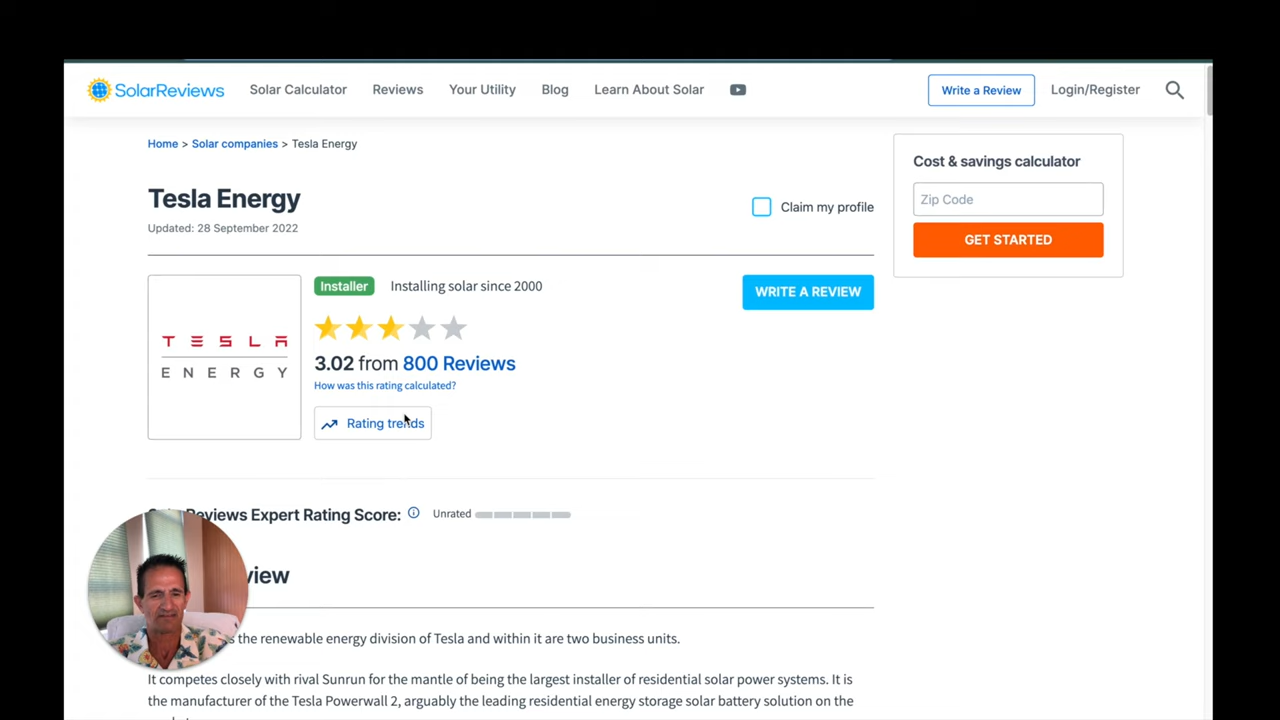 SolarReviews
Solar Calculator
Reviews
Your Utility
Blog
Learn About Solar
Write a Review
Login/Register
Home > Solar companies > Tesla Energy
Cost & savings calculator
Zip Code
GET STARTED
Tesla Energy
Claim my profile
Updated: 28 September 2022
TESLA
ENERGY
Installer
Installing solar since 2000
WRITE A REVIEW
3.02 from 800 Reviews
How was this rating calculated?
Rating trends
Reviews Expert Rating Score:
Unrated
the renewable energy division of Tesla and within it are two business units.
It competes closely with rival Sunrun for the mantle of being the largest installer of residential solar power systems. It is
the manufacturer of the Tesla Powerwall 2, arguably the leading residential energy storage solar battery solution on the